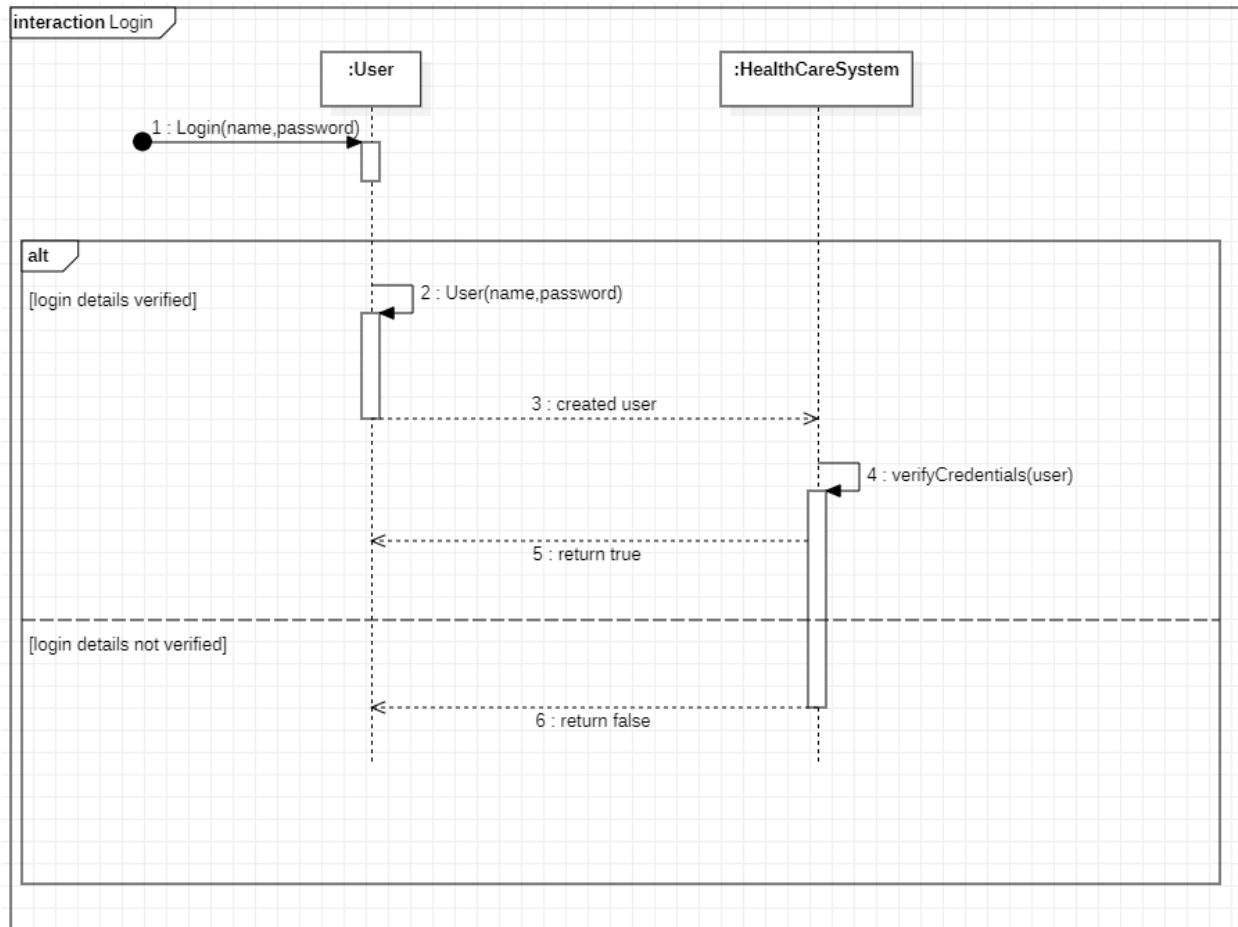 interaction Login
:User
:HealthCareSystem
1 : Login(name,password)
alt
[login details verified]
2 : User(name,password)
3 : created user
4 : verifyCredentials(user)
5 : return true
[login details not verified]
6 : return false